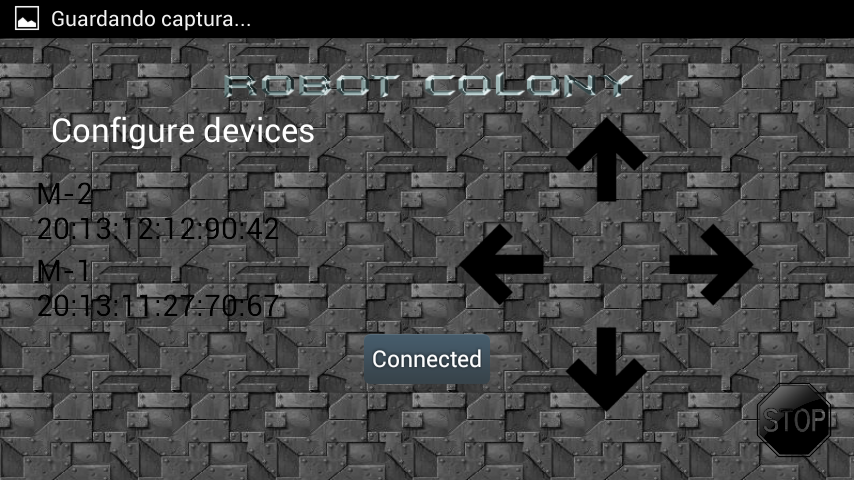 Guardando captura...
ROBOT COLONY
Configure devices
M-2
20:13:12:12:90:42
M-1
20:13:11:27:70:67
Connected
STOP